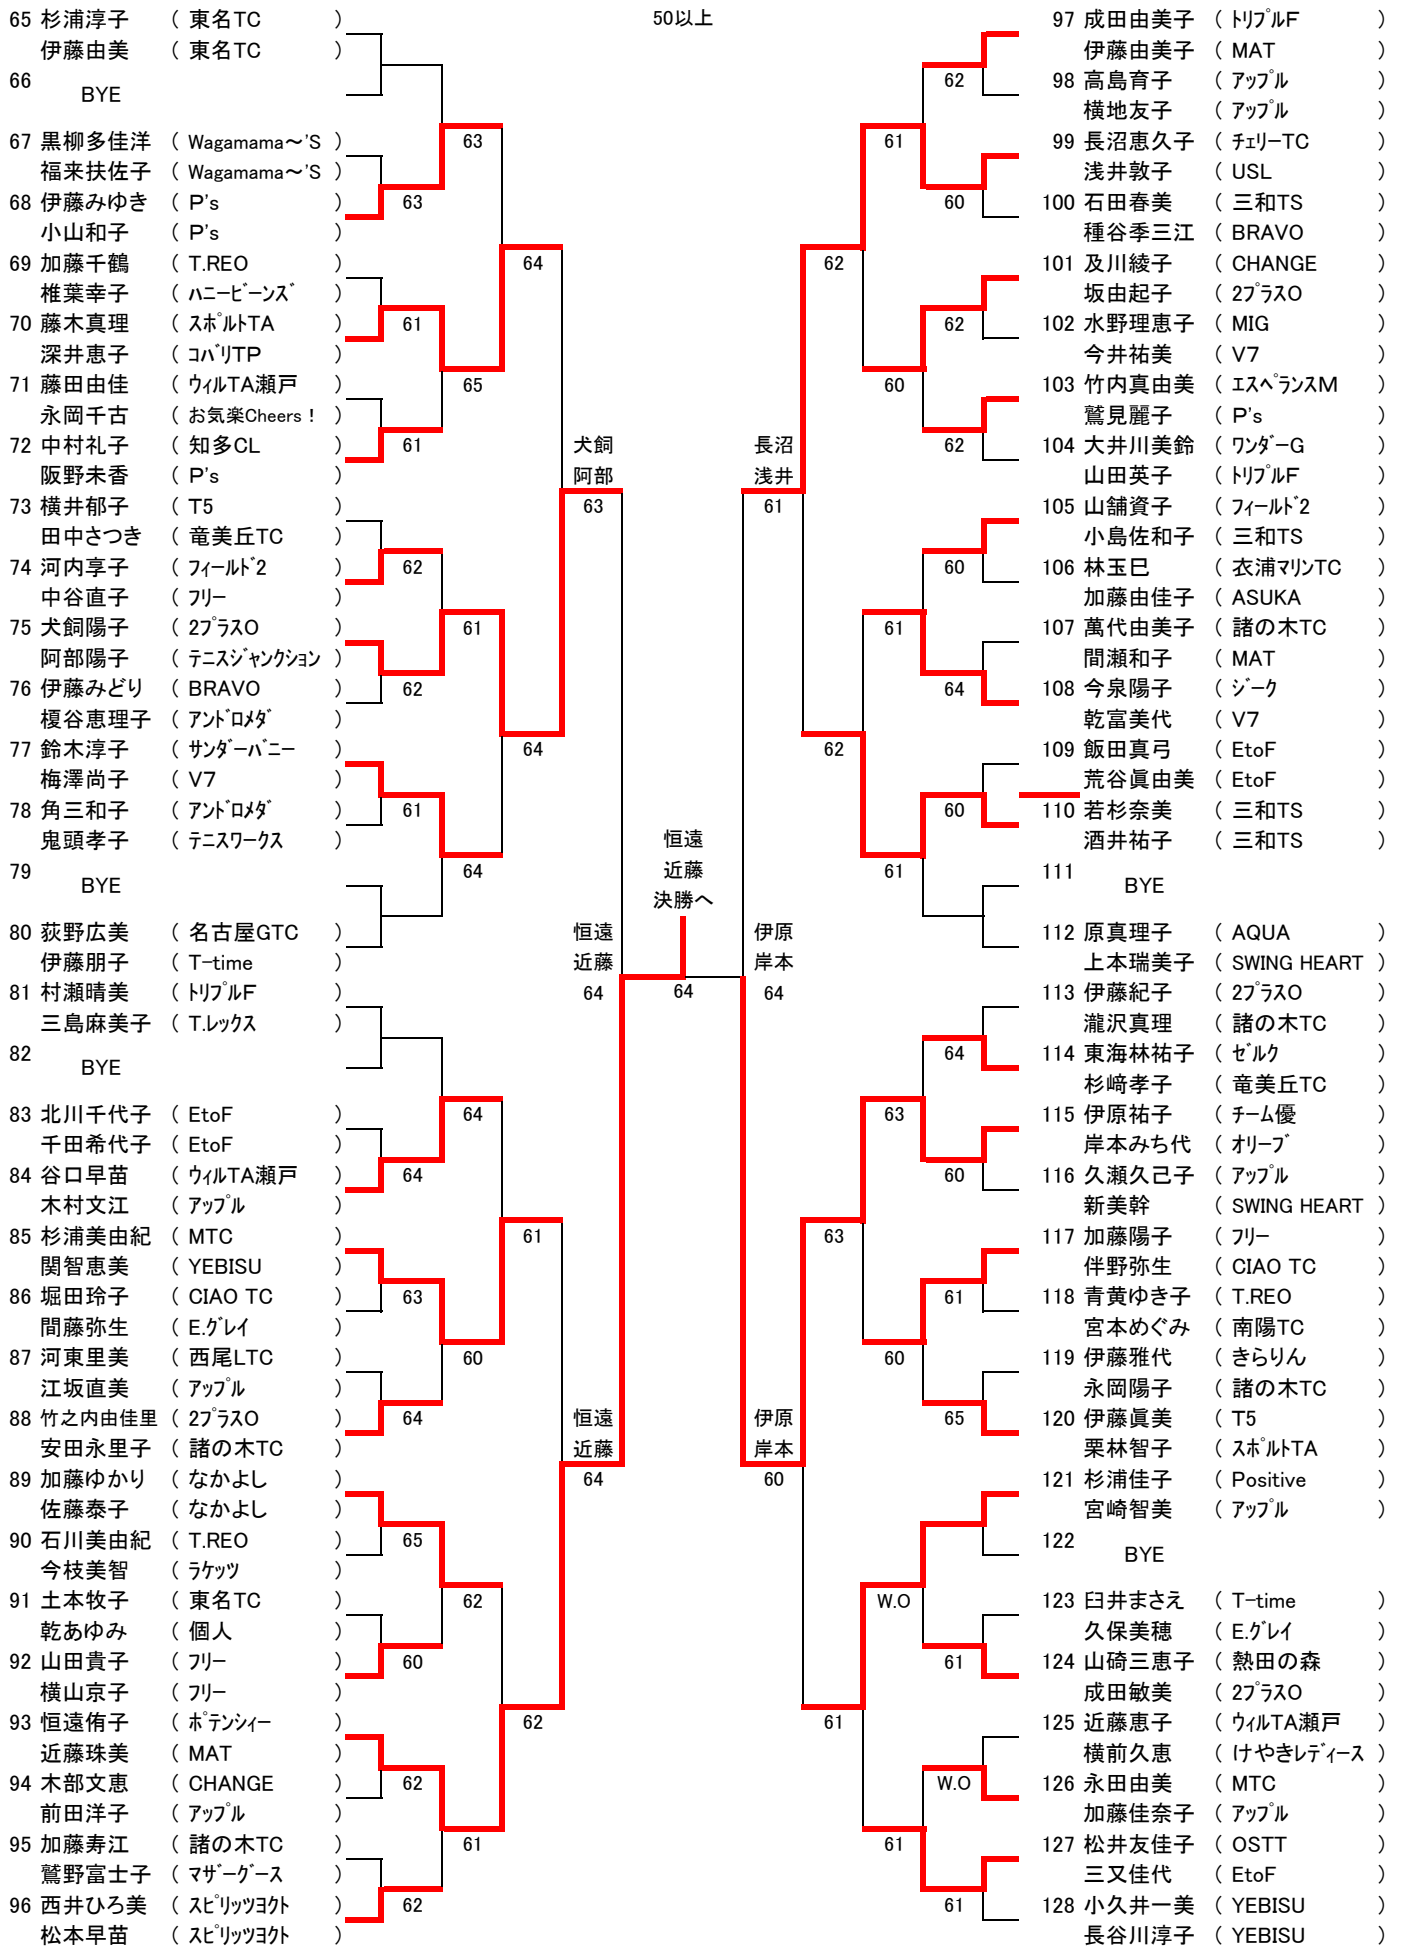 50以上
65 杉浦淳子 ( 東名TC )
伊藤由美 ( 東名TC )
66
BYE
67 黒柳多佳洋 ( Wagamama～'S )
福来扶佐子 ( Wagamama～'S )
68 伊藤みゆき ( P's )
小山和子 ( P's )
69 加藤千鶴 ( T.REO )
椎葉幸子 ( ﾊﾆｰﾋﾞｰﾝｽﾞ )
70 藤木真理 ( ｽﾎﾟﾙﾄTA )
深井恵子 ( ｺﾊﾞﾘTP )
71 藤田由佳 ( ｳｨﾙTA瀬戸 )
永岡千古 ( お気楽Cheers！ )
72 中村礼子 ( 知多CL )
阪野未香 ( P's )
73 横井郁子 ( T5 )
田中さつき ( 竜美丘TC )
74 河内享子 ( ﾌｨｰﾙﾄﾞ2 )
中谷直子 ( ﾌﾘｰ )
75 犬飼陽子 ( 2ﾌﾟﾗｽO )
阿部陽子 ( ﾃﾆｽｼﾞｬﾝｸｼｮﾝ )
76 伊藤みどり ( BRAVO )
榎谷恵理子 ( ｱﾝﾄﾞﾛﾒﾀﾞ )
77 鈴木淳子 ( ｻﾝﾀﾞｰﾊﾞﾆｰ )
梅澤尚子 ( V7 )
78 角三和子 ( ｱﾝﾄﾞﾛﾒﾀﾞ )
鬼頭孝子 ( ﾃﾆｽﾜｰｸｽ )
79
BYE
80 荻野広美 ( 名古屋GTC )
伊藤朋子 ( T-time )
81 村瀬晴美 ( ﾄﾘﾌﾟﾙF )
三島麻美子 ( T.ﾚｯｸｽ )
82
BYE
83 北川千代子 ( EtoF )
千田希代子 ( EtoF )
84 谷口早苗 ( ｳｨﾙTA瀬戸 )
木村文江 ( ｱｯﾌﾟﾙ )
85 杉浦美由紀 ( MTC )
関智恵美 ( YEBISU )
86 堀田玲子 ( CIAO TC )
間藤弥生 ( E.ｸﾞﾚｲ )
87 河東里美 ( 西尾LTC )
江坂直美 ( ｱｯﾌﾟﾙ )
88 竹之内由佳里 ( 2ﾌﾟﾗｽO )
安田永里子 ( 諸の木TC )
89 加藤ゆかり ( なかよし )
佐藤泰子 ( なかよし )
90 石川美由紀 ( T.REO )
今枝美智 ( ﾗｹｯﾂ )
91 土本牧子 ( 東名TC )
乾あゆみ ( 個人 )
92 山田貴子 ( ﾌﾘｰ )
横山京子 ( ﾌﾘｰ )
93 恒遠侑子 ( ﾎﾟﾃﾝｼｨｰ )
近藤珠美 ( MAT )
94 木部文恵 ( CHANGE )
前田洋子 ( ｱｯﾌﾟﾙ )
95 加藤寿江 ( 諸の木TC )
鷲野富士子 ( ﾏｻﾞｰｸﾞｰｽ )
96 西井ひろ美 ( ｽﾋﾟﾘｯﾂﾖｸﾄ )
松本早苗 ( ｽﾋﾟﾘｯﾂﾖｸﾄ )
63
61
61
62
62
61
64
63
64
65
60
62
62
63
65
61
64
64
60
62
61
64
64
61
62
犬飼
阿部
63
恒遠
近藤
64
恒遠
近藤
64
恒遠
近藤
決勝へ
64
長沼
浅井
61
伊原
岸本
64
伊原
岸本
60
62
62
63
61
61
60
61
61
63
60
W.O
61
62
60
62
62
60
64
60
64
60
61
65
61
W.O
61
97 成田由美子 ( ﾄﾘﾌﾟﾙF )
伊藤由美子 ( MAT )
98 高島育子 ( ｱｯﾌﾟﾙ )
横地友子 ( ｱｯﾌﾟﾙ )
99 長沼恵久子 ( ﾁｪﾘｰTC )
浅井敦子 ( USL )
100 石田春美 ( 三和TS )
種谷季三江 ( BRAVO )
101 及川綾子 ( CHANGE )
坂由起子 ( 2ﾌﾟﾗｽO )
102 水野理恵子 ( MIG )
今井祐美 ( V7 )
103 竹内真由美 ( ｴｽﾍﾟﾗﾝｽM )
鷲見麗子 ( P's )
104 大井川美鈴 ( ﾜﾝﾀﾞｰG )
山田英子 ( ﾄﾘﾌﾟﾙF )
105 山舗資子 ( ﾌｨｰﾙﾄﾞ2 )
小島佐和子 ( 三和TS )
106 林玉巳 ( 衣浦ﾏﾘﾝTC )
加藤由佳子 ( ASUKA )
107 萬代由美子 ( 諸の木TC )
間瀬和子 ( MAT )
108 今泉陽子 ( ｼﾞｰｸ )
乾富美代 ( V7 )
109 飯田真弓 ( EtoF )
荒谷眞由美 ( EtoF )
110 若杉奈美 ( 三和TS )
酒井祐子 ( 三和TS )
111
BYE
112 原真理子 ( AQUA )
上本瑞美子 ( SWING HEART )
113 伊藤紀子 ( 2ﾌﾟﾗｽO )
瀧沢真理 ( 諸の木TC )
114 東海林祐子 ( ｾﾞﾙｸ )
杉﨑孝子 ( 竜美丘TC )
115 伊原祐子 ( ﾁｰﾑ優 )
岸本みち代 ( ｵﾘｰﾌﾞ )
116 久瀬久己子 ( ｱｯﾌﾟﾙ )
新美幹 ( SWING HEART )
117 加藤陽子 ( ﾌﾘｰ )
伴野弥生 ( CIAO TC )
118 青黄ゆき子 ( T.REO )
宮本めぐみ ( 南陽TC )
119 伊藤雅代 ( きらりん )
永岡陽子 ( 諸の木TC )
120 伊藤眞美 ( T5 )
栗林智子 ( ｽﾎﾟﾙﾄTA )
121 杉浦佳子 ( Positive )
宮崎智美 ( ｱｯﾌﾟﾙ )
122
BYE
123 臼井まさえ ( T-time )
久保美穂 ( E.ｸﾞﾚｲ )
124 山碕三恵子 ( 熱田の森 )
成田敏美 ( 2ﾌﾟﾗｽO )
125 近藤恵子 ( ｳｨﾙTA瀬戸 )
横前久恵 ( けやきﾚﾃﾞｨｰｽ )
126 永田由美 ( MTC )
加藤佳奈子 ( ｱｯﾌﾟﾙ )
127 松井友佳子 ( OSTT )
三又佳代 ( EtoF )
128 小久井一美 ( YEBISU )
長谷川淳子 ( YEBISU )